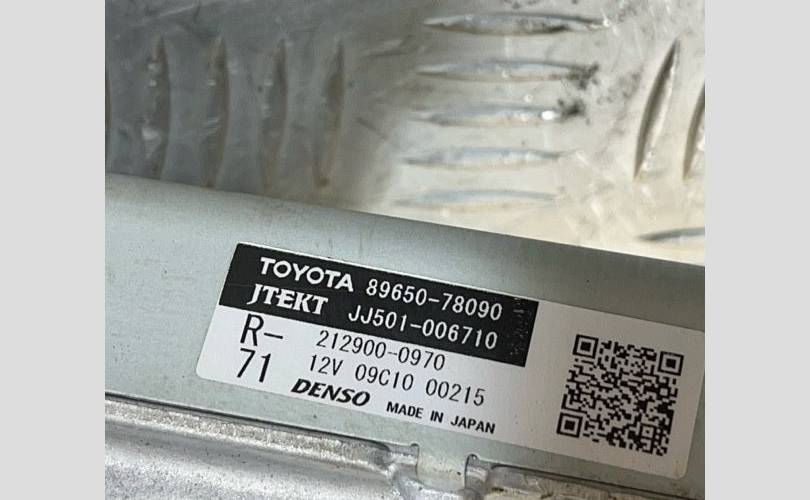 TOYOTA 89650-78090
JTEKT JJ501-006710
R-71
212900-0970
12V 09C10 00215
DENSO MADE IN JAPAN